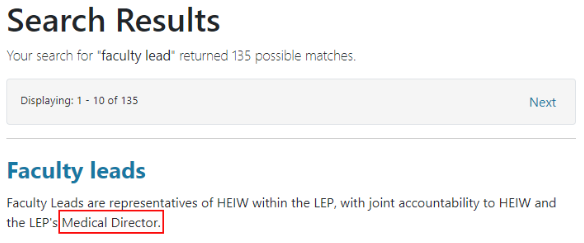 Search Results
Your search for "faculty lead" returned 135 possible matches.
Displaying: 1 - 10 of 135
Next
Faculty leads
Faculty Leads are representatives of HEIW within the LEP, with joint accountability to HEIW and
the LEP's Medical Director.